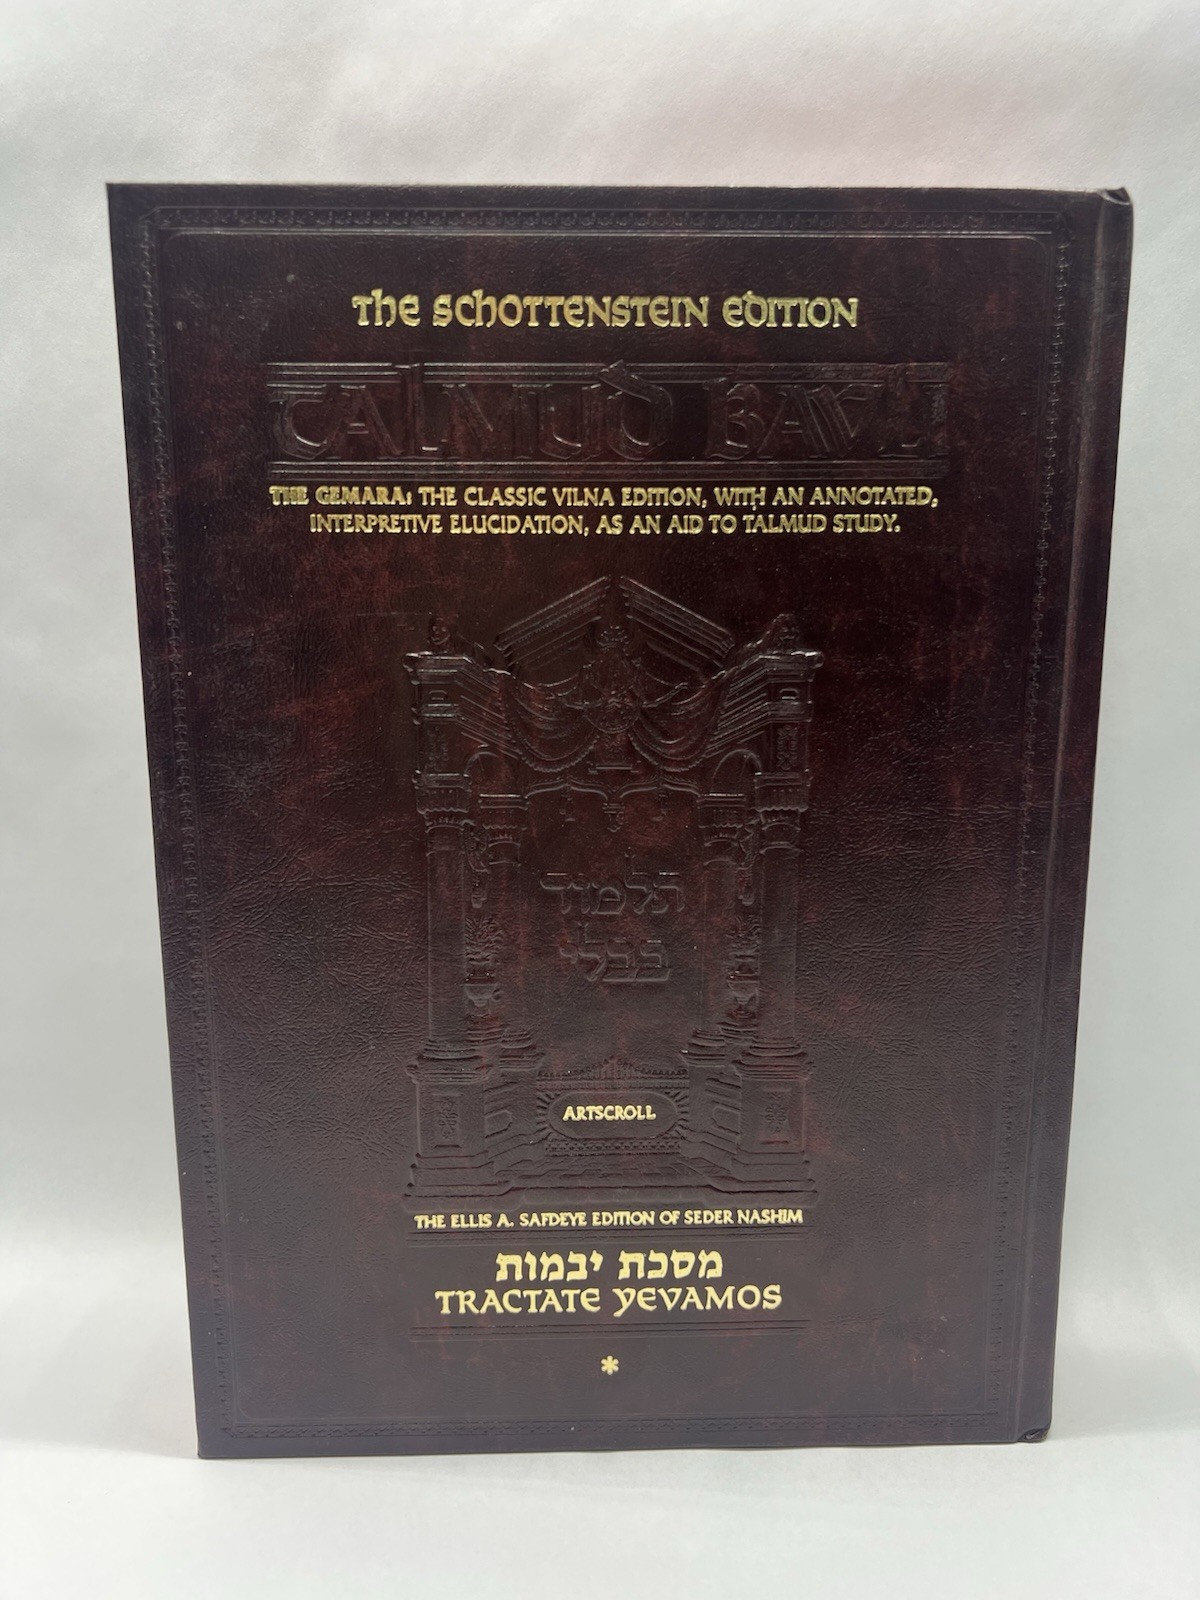 The Schottenstein Edition
TALMUD BAVLI
THE GEMARA: THE CLASSIC VILNA EDITION, WITH AN ANNOTATED,
INTERPRETIVE ELUCIDATION, AS AN AID TO TALMUD STUDY.
תלמוד
בבלי
ARTSCROLL
THE ELLIS A. SAFDEYE EDITION OF SEDER NASHIM
מסכת יבמות
TRACTATE YEVAMOS
*